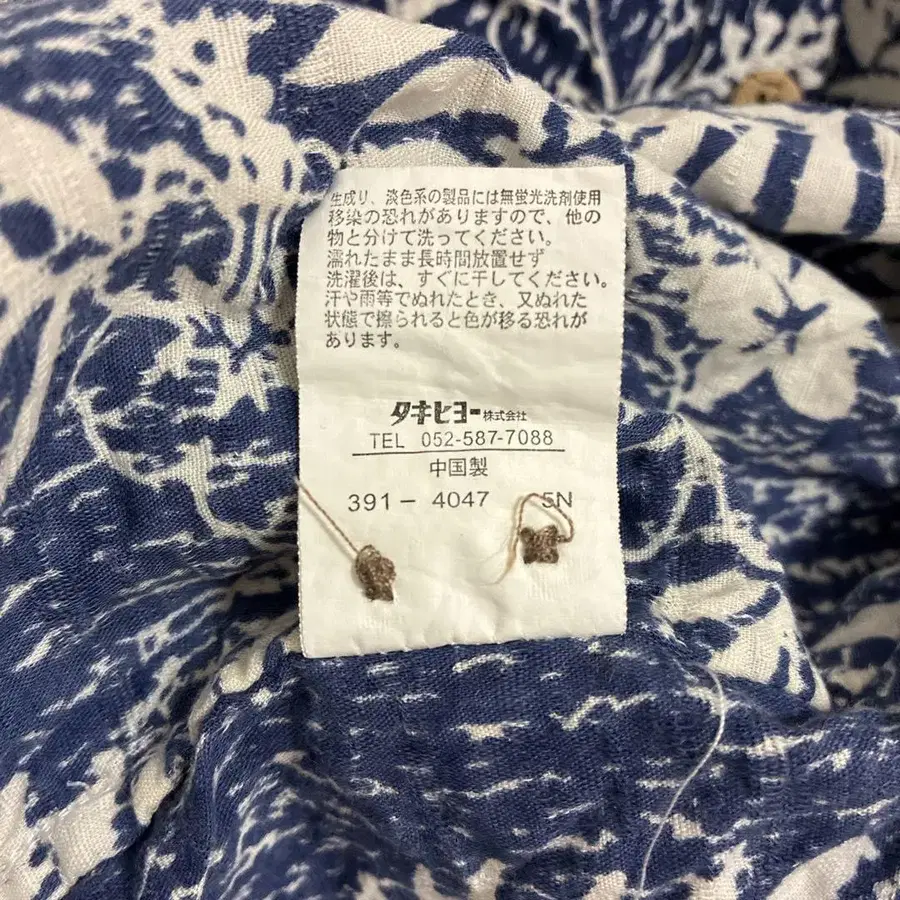 生成り、淡色系の製品には無蛍光洗剤使用
移染の恐れがありますので、他の
物と分けて洗ってください。
濡れたまま長時間放置せず
洗濯後は、すぐに干してください。
汗や雨等でぬれたとき、又ぬれた
状態で擦られると色が移る恐れが
あります。
タキヒヨー株式会社
TEL 052-587-7088
中国製
391-4047 5N